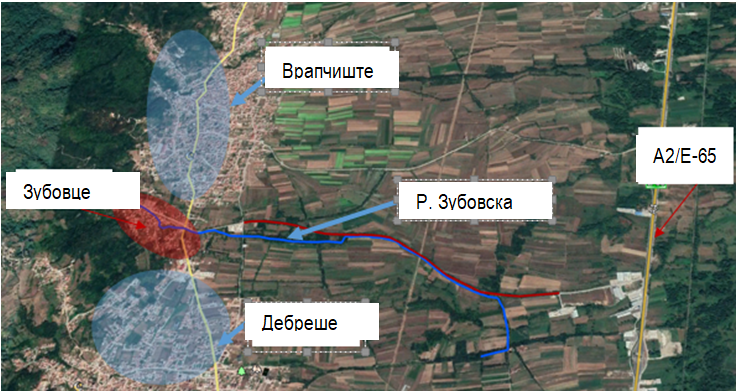 Врапчиште
А2/Е-65
Зубовце
Р. Зубовска
Дебреше